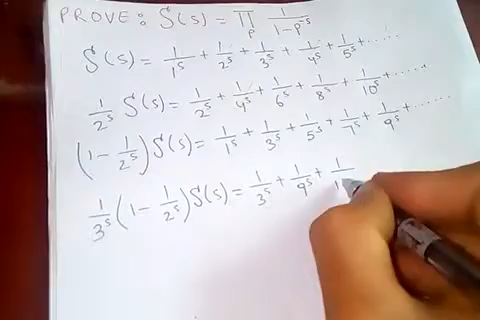 PROVE: ζ(s) = ∏_p 1/(1-p^-s)
ζ(s) = 1/1^s + 1/2^s + 1/3^s + 1/4^s + 1/5^s + .....
1/2^s ζ(s) = 1/2^s + 1/4^s + 1/6^s + 1/8^s + 1/10^s + .....
(1 - 1/2^s) ζ(s) = 1/1^s + 1/3^s + 1/5^s + 1/7^s + 1/9^s + ......
1/3^s (1 - 1/2^s) ζ(s) = 1/3^s + 1/9^s + 1/1